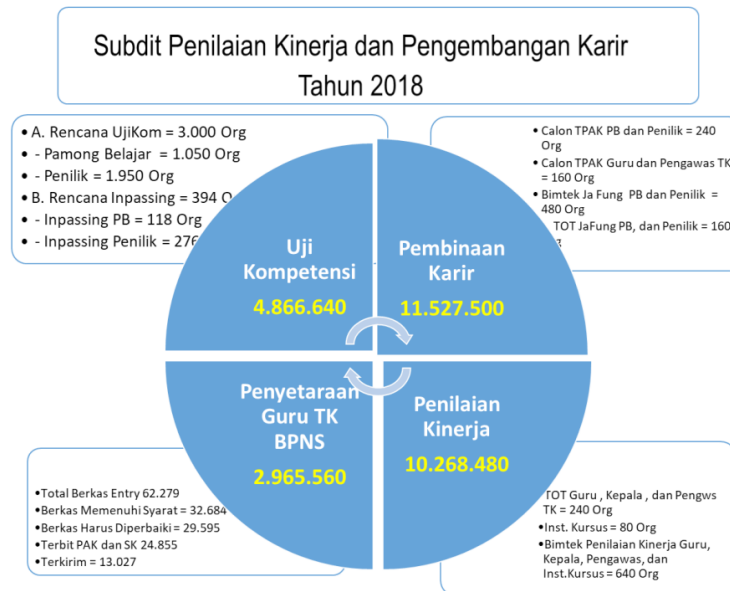 Subdit Penilaian Kinerja dan Pengembangan Karir
Tahun 2018
• A. Rencana UjiKom = 3.000 Org
• - Pamong Belajar = 1.050 Org
• - Penilik = 1.950 Org
• B. Rencana Inpassing = 394 O
• - Inpassing PB = 118 Org
• - Inpassing Penilik = 276
• Calon TPAK PB dan Penilik = 240
Org
• Calon TPAK Guru dan Pengawas TK
= 160 Org
• Bimtek Ja Fung PB dan Penilik =
480 Org
TOT JaFung PB, dan Penilik = 160
Uji
Kompetensi
4.866.640
Pembinaan
Karir
11.527.500
Penyetaraan
Guru TK
BPNS
2.965.560
Penilaian
Kinerja
10.268.480
•Total Berkas Entry 62.279
•Berkas Memenuhi Syarat = 32.684
•Berkas Harus Diperbaiki = 29.595
•Terbit PAK dan SK 24.855
•Terkirim = 13.027
TOT Guru , Kepala , dan Pengws
TK = 240 Org
•Inst. Kursus = 80 Org
•Bimtek Penilaian Kinerja Guru,
Kepala, Pengawas, dan
Inst.Kursus = 640 Org